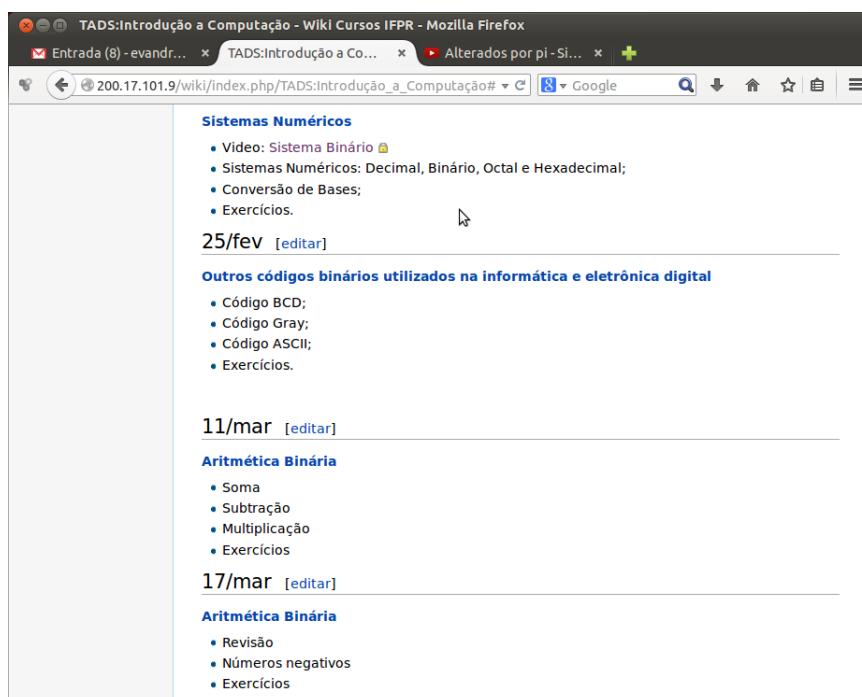 TADS:Introdução a Computação - Wiki Cursos IFPR - Mozilla Firefox
Entrada (8) - evandr... × TADS:Introdução a Co... × Alterados por pi - Si... ×
200.17.101.9/wiki/index.php/TADS:Introdução_a_Computação# Google
Sistemas Numéricos
• Video: Sistema Binário
• Sistemas Numéricos: Decimal, Binário, Octal e Hexadecimal;
• Conversão de Bases;
• Exercícios.
25/fev [editar]
Outros códigos binários utilizados na informática e eletrônica digital
• Código BCD;
• Código Gray;
• Código ASCII;
• Exercícios.
11/mar [editar]
Aritmética Binária
• Soma
• Subtração
• Multiplicação
• Exercícios
17/mar [editar]
Aritmética Binária
• Revisão
• Números negativos
• Exercícios